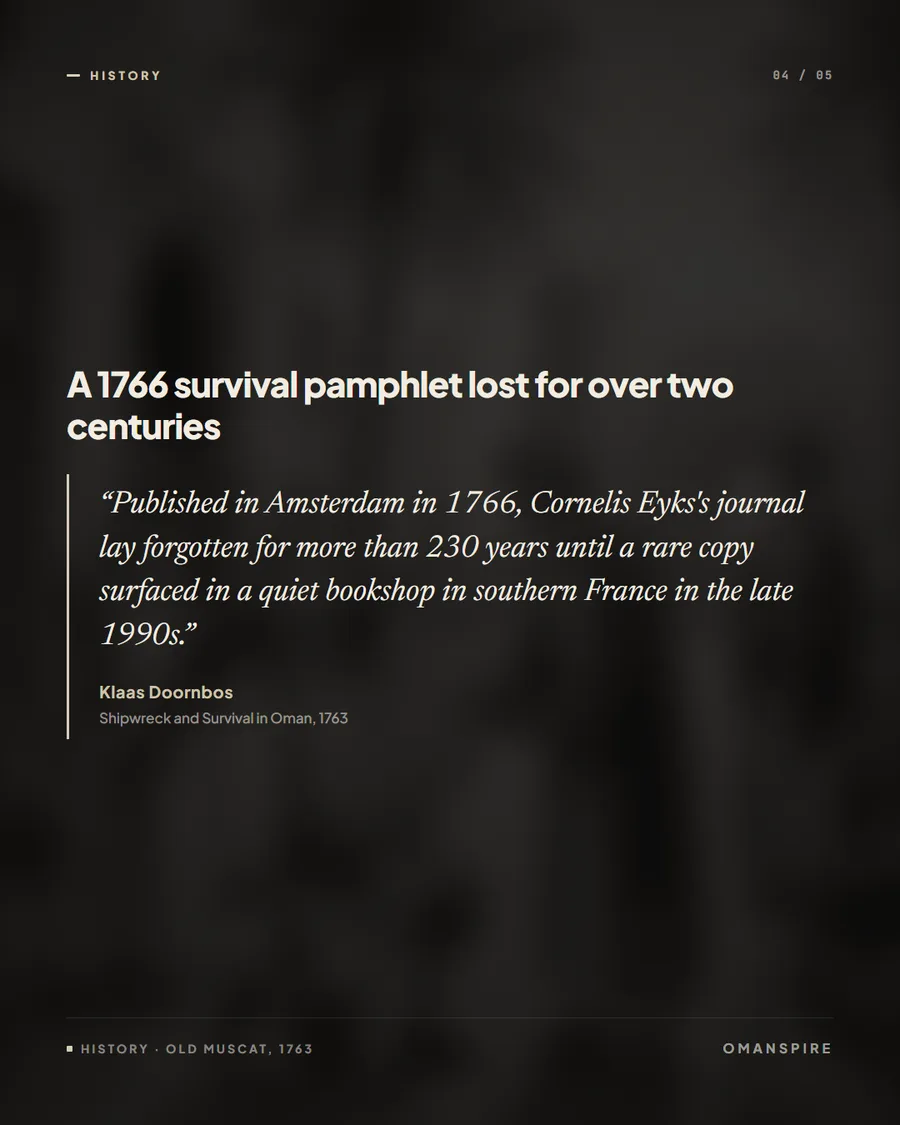 HISTORY
04 / 05
A 1766 survival pamphlet lost for over two
centuries
“Published in Amsterdam in 1766, Cornelis Eyks's journal
lay forgotten for more than 230 years until a rare copy
surfaced in a quiet bookshop in southern France in the late
1990s.”
Klaas Doornbos
Shipwreck and Survival in Oman, 1763
HISTORY · OLD MUSCAT, 1763
OMANSPIRE